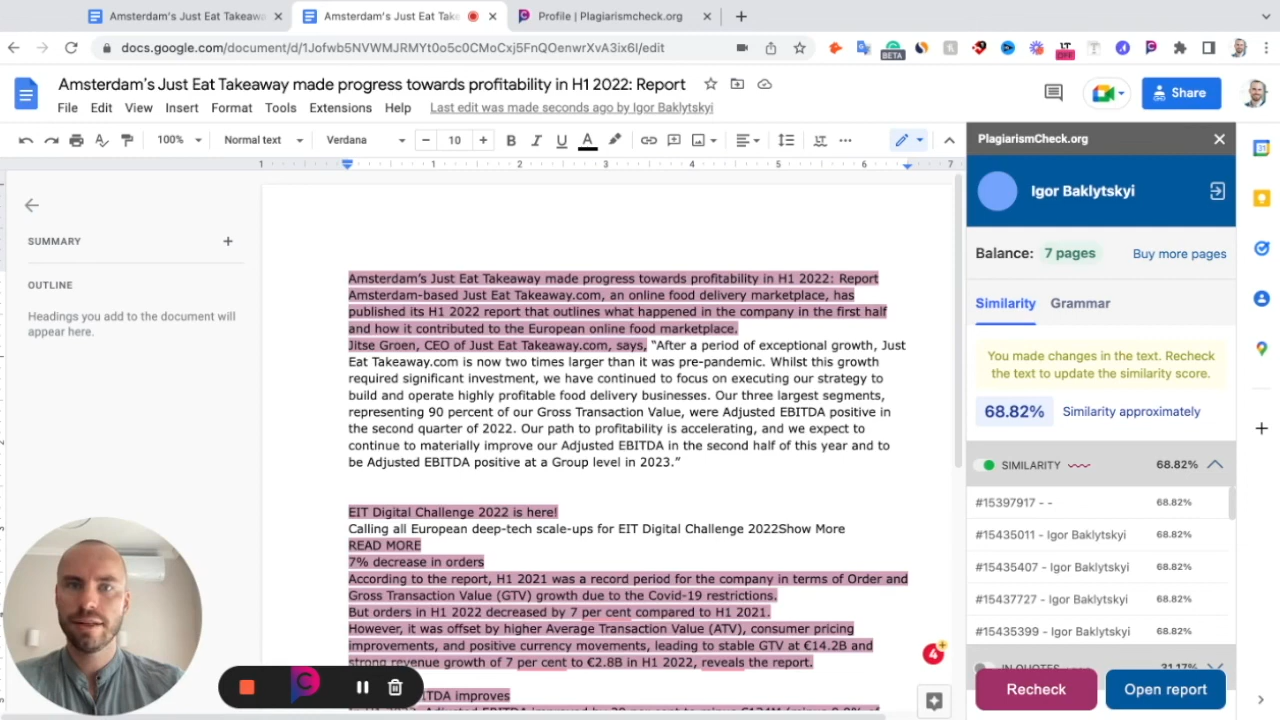 Amsterdam's Just Eat Takeawa
Amsterdam's Just Eat Take
Profile | Plagiarismcheck.org
docs.google.com/document/d/1Jofwb5NVWMJRMYt0o5c0CMoCxj5FnQOenwrXvA3ix6I/edit
BETA
LT
OFF
Amsterdam's Just Eat Takeaway made progress towards profitability in H1 2022: Report
File Edit View Insert Format Tools Extensions Help Last edit was made seconds ago by Igor Baklytskyi
Share
100% Normal text Verdana 10 B I U A
1 1 2 3 4 5 6 7
SUMMARY
OUTLINE
Headings you add to the document will
appear here.
Amsterdam's Just Eat Takeaway made progress towards profitability in H1 2022: Report
Amsterdam-based Just Eat Takeaway.com, an online food delivery marketplace, has
published its H1 2022 report that outlines what happened in the company in the first half
and how it contributed to the European online food marketplace.
Jitse Groen, CEO of Just Eat Takeaway.com, says, “After a period of exceptional growth, Just
Eat Takeaway.com is now two times larger than it was pre-pandemic. Whilst this growth
required significant investment, we have continued to focus on executing our strategy to
build and operate highly profitable food delivery businesses. Our three largest segments,
representing 90 percent of our Gross Transaction Value, were Adjusted EBITDA positive in
the second quarter of 2022. Our path to profitability is accelerating, and we expect to
continue to materially improve our Adjusted EBITDA in the second half of this year and to
be Adjusted EBITDA positive at a Group level in 2023.”
EIT Digital Challenge 2022 is here!
Calling all European deep-tech scale-ups for EIT Digital Challenge 2022Show More
READ MORE
7% decrease in orders
According to the report, H1 2021 was a record period for the company in terms of Order and
Gross Transaction Value (GTV) growth due to the Covid-19 restrictions.
But orders in H1 2022 decreased by 7 per cent compared to H1 2021.
However, it was offset by higher Average Transaction Value (ATV), consumer pricing
improvements, and positive currency movements, leading to stable GTV at €14.2B and
strong revenue growth of 7 per cent to €2.8B in H1 2022, reveals the report.
improves
4
PlagiarismCheck.org
Igor Baklytskyi
Balance: 7 pages Buy more pages
Similarity Grammar
You made changes in the text. Recheck
the text to update the similarity score.
68.82% Similarity approximately
SIMILARITY 68.82%
#15397917 - - 68.82%
#15435011 - Igor Baklytskyi 68.82%
#15435407 - Igor Baklytskyi 68.82%
#15437727 - Igor Baklytskyi 68.82%
#15435399 - Igor Baklytskyi 68.82%
IN QUOTES 31.17%
Recheck Open report
31